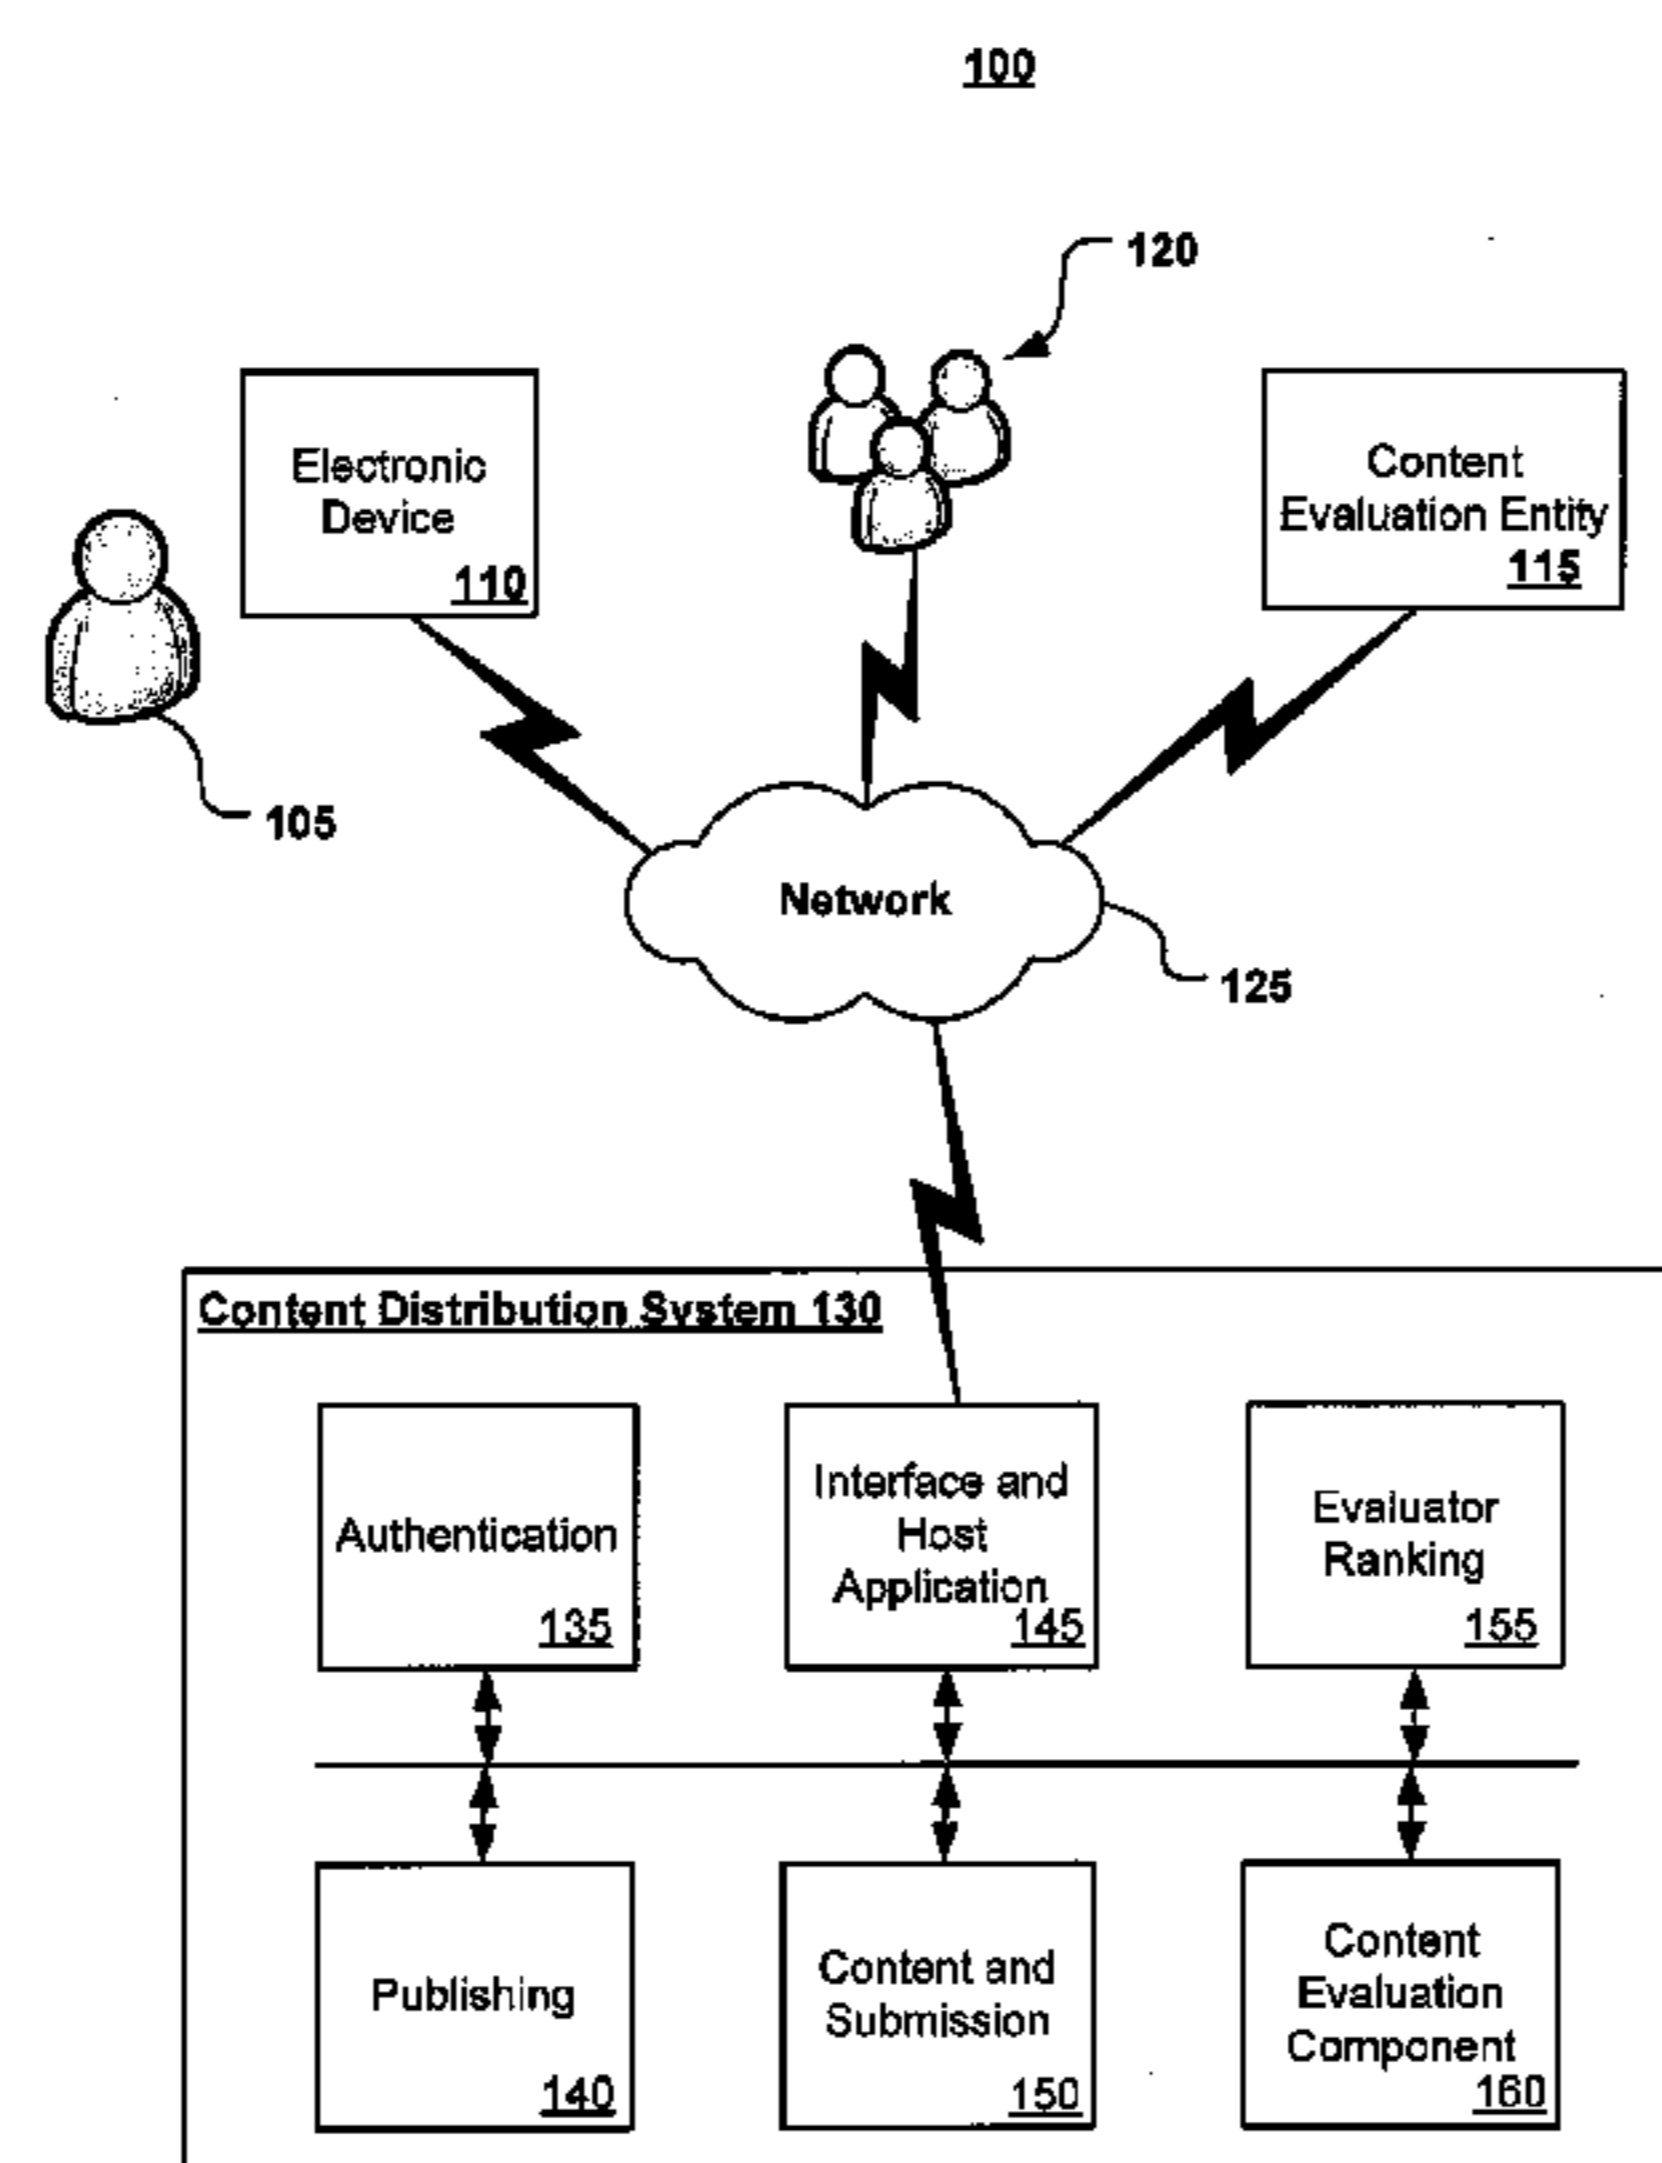 100
120
Electronic
Device
110
Content
Evaluation Entity
115
105
Network
125
Content Distribution System 130
Authentication
135
Interface and
Host
Application
145
Evaluator
Ranking
155
Publishing
140
Content and
Submission
150
Content
Evaluation
Component
160